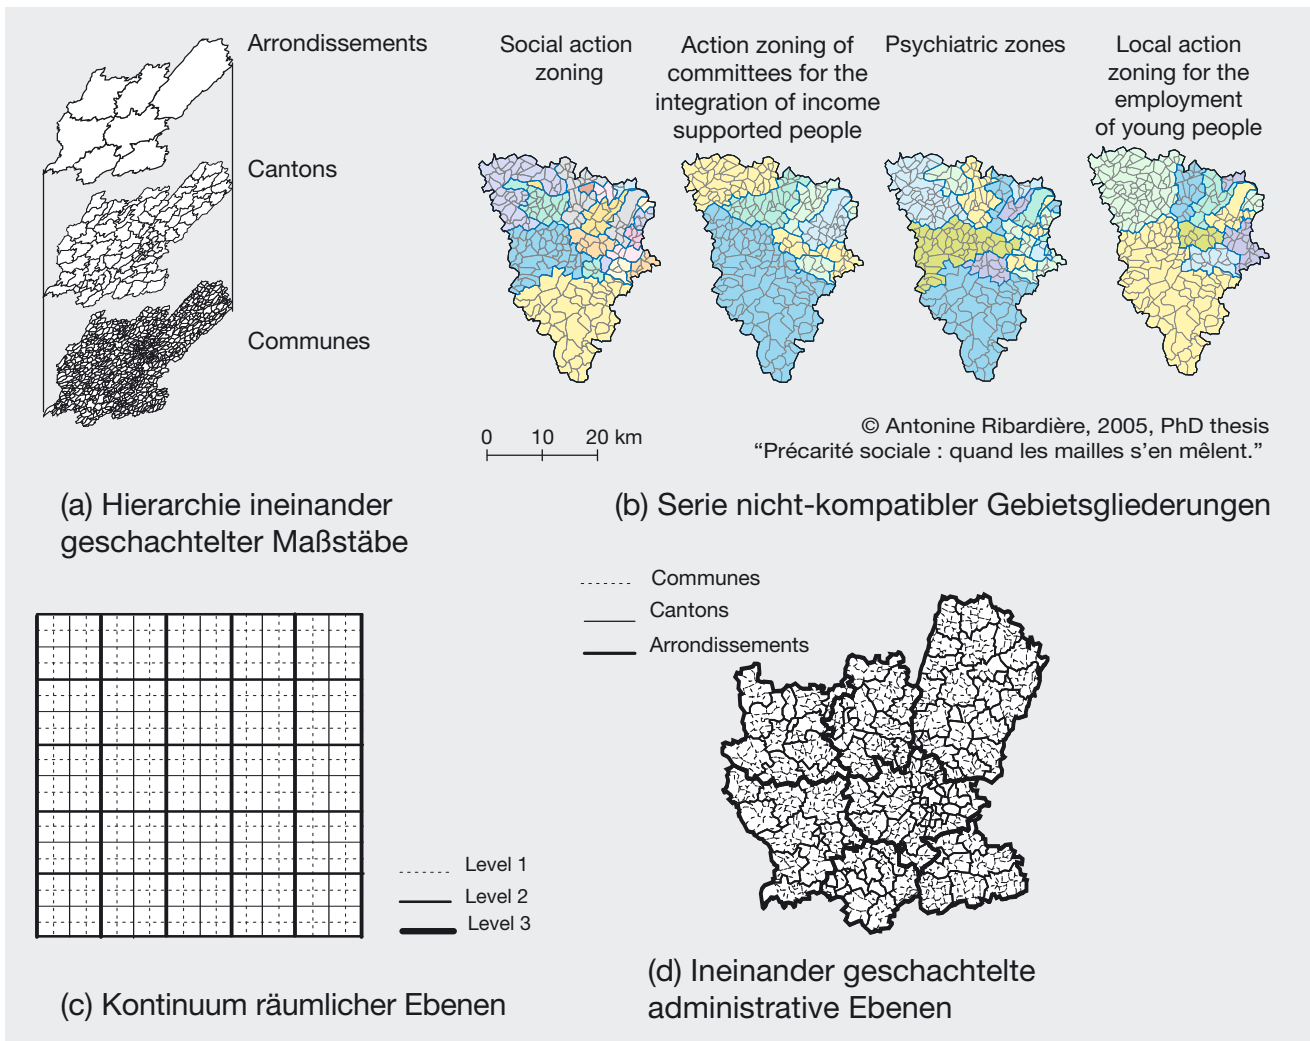 Arrondissements
Cantons
Communes
Social action
zoning
Action zoning of
committees for the
integration of income
supported people
Psychiatric zones
Local action
zoning for the
employment
of young people
0 10 20 km
© Antonine Ribardière, 2005, PhD thesis
“Précarité sociale : quand les mailles s’en mêlent.”
(a) Hierarchie ineinander
geschachtelter Maßstäbe
(b) Serie nicht-kompatibler Gebietsgliederungen
Level 1
Level 2
Level 3
(c) Kontinuum räumlicher Ebenen
Communes
Cantons
Arrondissements
(d) Ineinander geschachtelte
administrative Ebenen